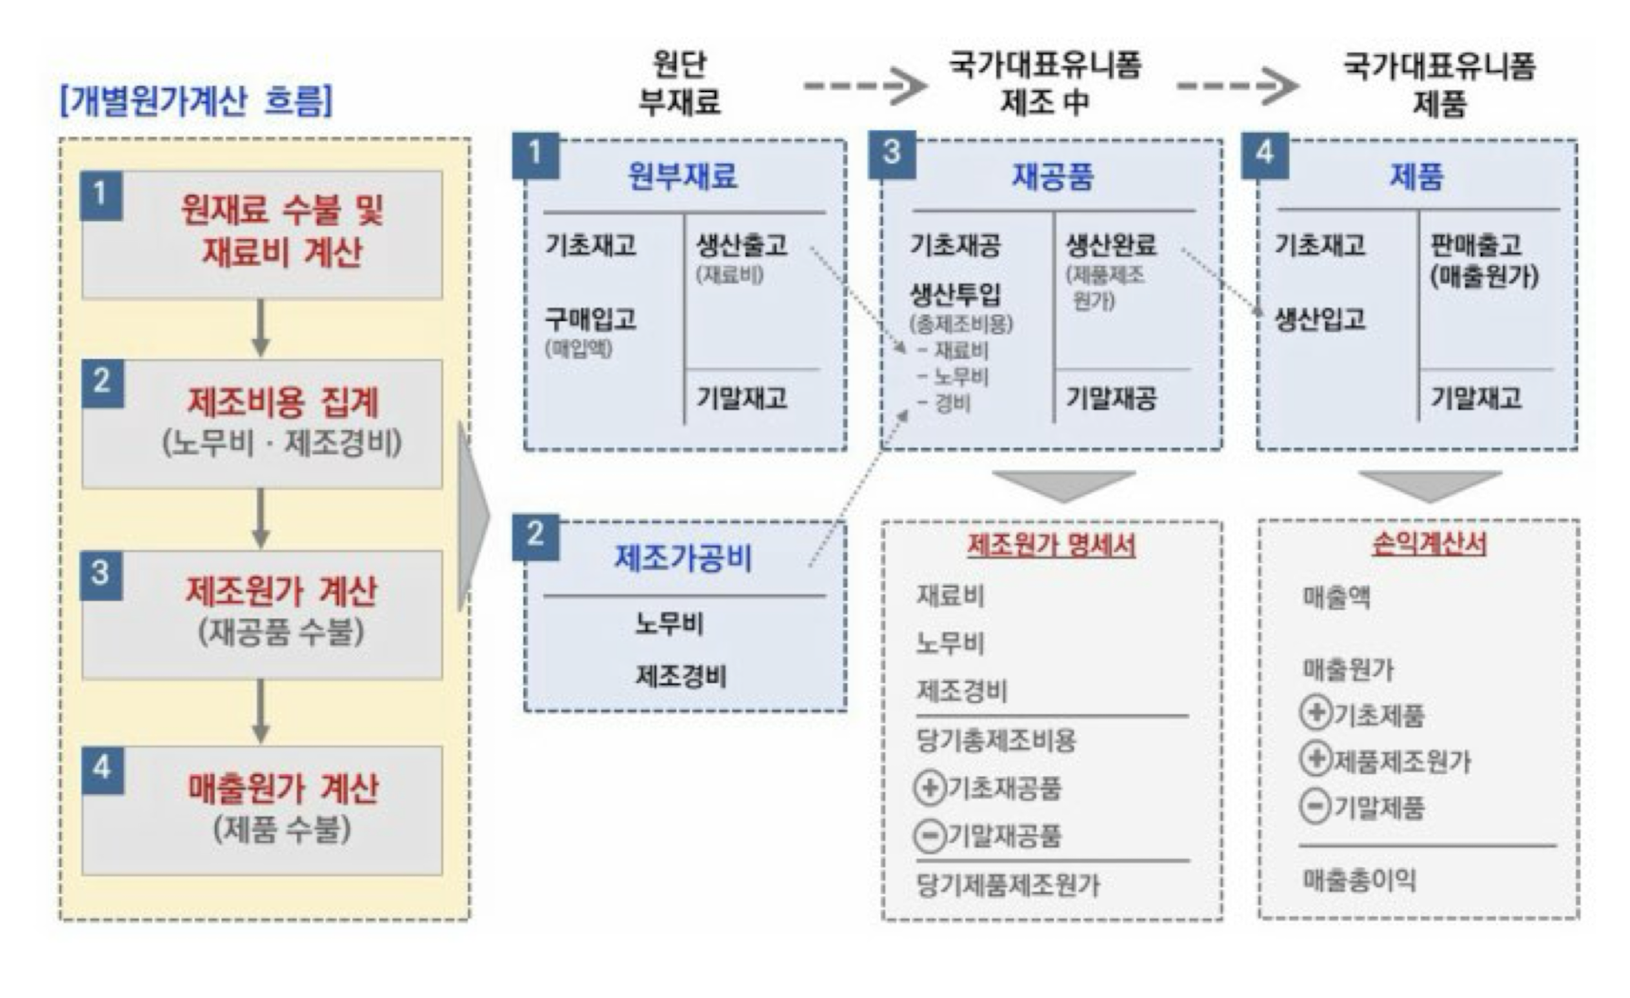 [개별원가계산 흐름]
1
원재료 수불 및
재료비 계산
2
제조비용 집계
(노무비 · 제조경비)
3
제조원가 계산
(재공품 수불)
4
매출원가 계산
(제품 수불)
원단
부재료
국가대표유니폼
제조 中
국가대표유니폼
제품
1
원부재료
기초재고
구매입고
(매입액)
생산출고
(재료비)
기말재고
2
제조가공비
노무비
제조경비
3
재공품
기초재공
생산투입
(총제조비용)
- 재료비
- 노무비
- 경비
생산완료
(제품제조
원가)
기말재공
4
제품
기초재고
생산입고
판매출고
(매출원가)
기말재고
제조원가 명세서
재료비
노무비
제조경비
당기총제조비용
+기초재공품
-기말재공품
당기제품제조원가
손익계산서
매출액
매출원가
+기초제품
+제품제조원가
-기말제품
매출총이익